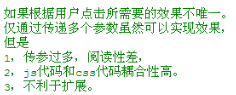 如果根据用户点击所需要的效果不唯一。
仅通过传递多个参数虽然可以实现效果,
但是
1，传参过多，阅读性差，
2，js代码和css代码耦合性高。
3，不利于扩展。